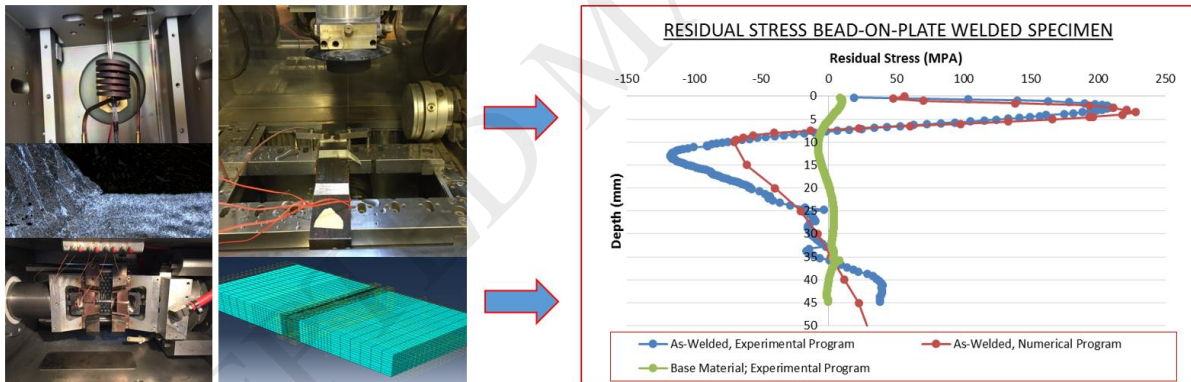 RESIDUAL STRESS BEAD-ON-PLATE WELDED SPECIMEN
Residual Stress (MPA)
-150 -100 -50 0 50 100 150 200 250
0
5
10
15
20
25
30
35
40
45
50
Depth (mm)
As-Welded, Experimental Program
As-Welded, Numerical Program
Base Material; Experimental Program